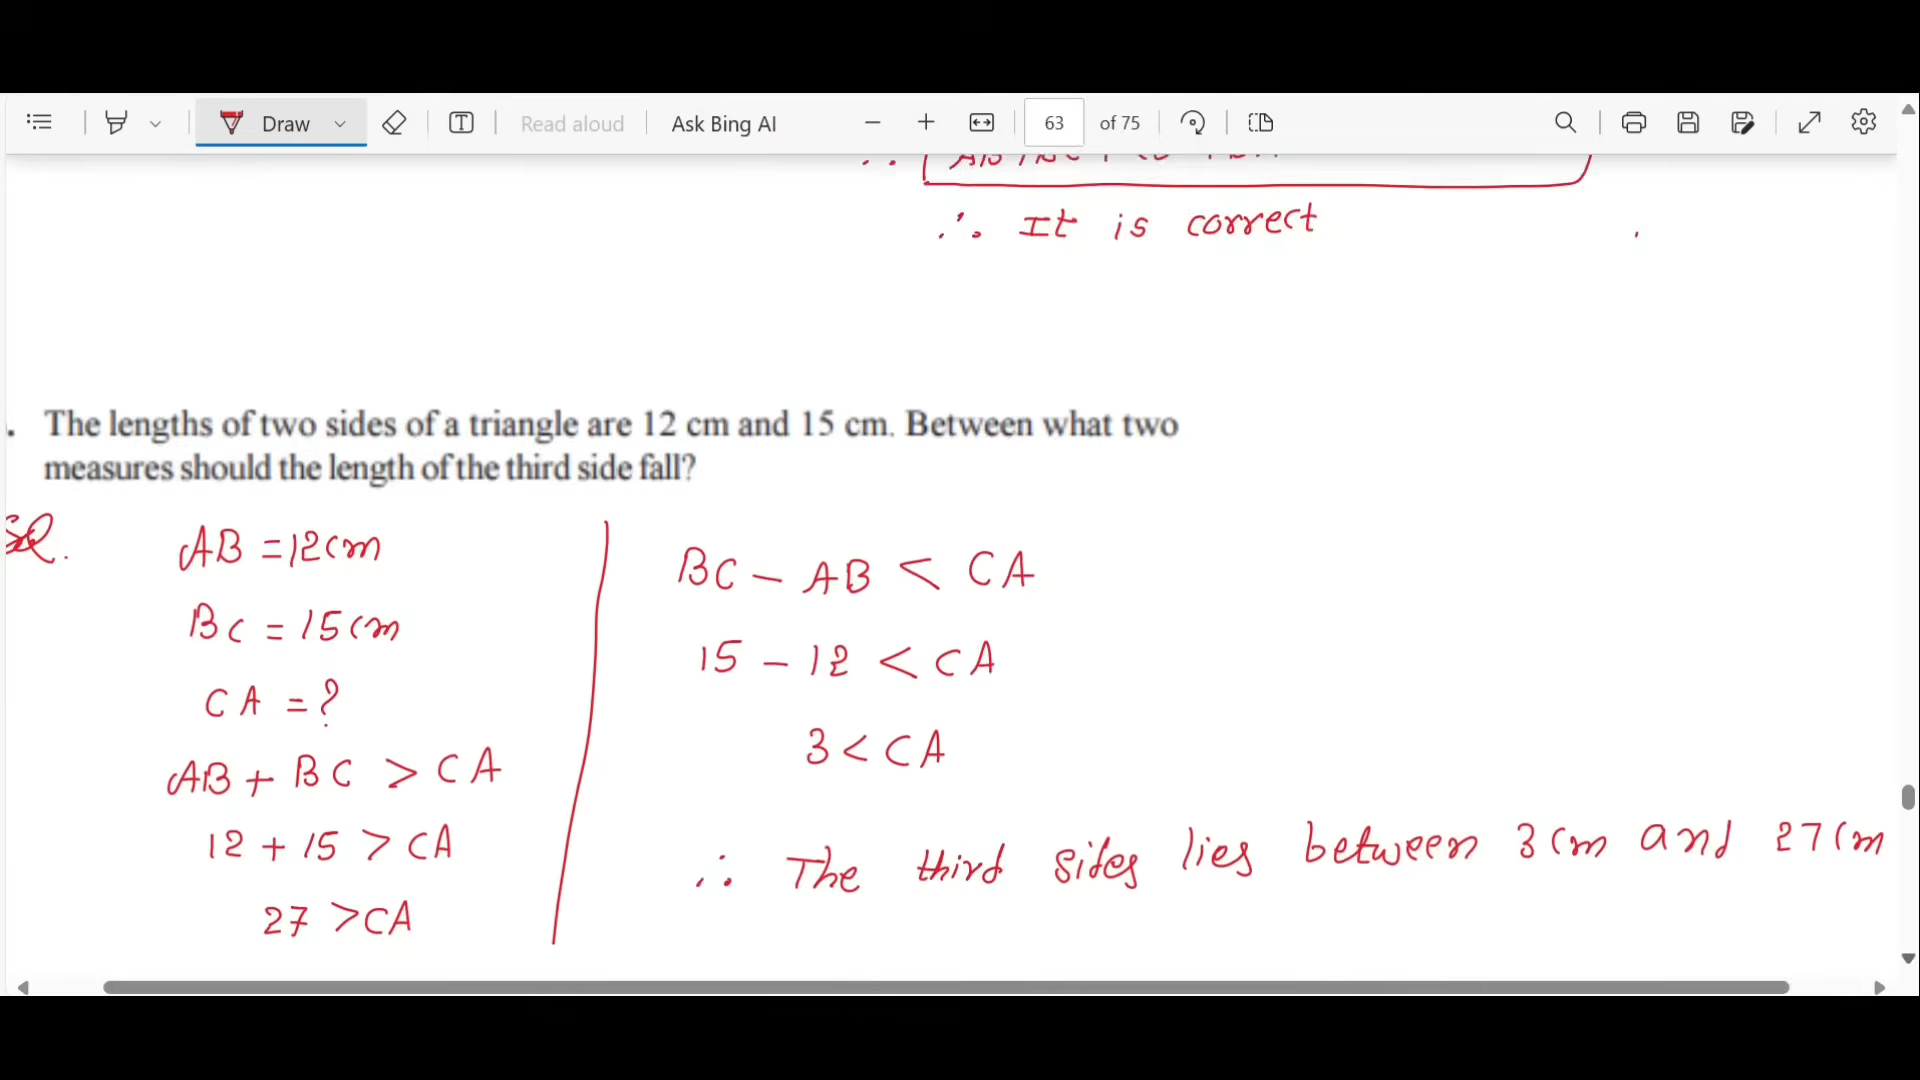 Draw
Read aloud
Ask Bing AI
63 of 75
∴ It is correct
. The lengths of two sides of a triangle are 12 cm and 15 cm. Between what two
measures should the length of the third side fall?
Sol.
AB = 12cm
BC = 15cm
CA = ?
AB + BC > CA
12 + 15 > CA
27 > CA
BC - AB < CA
15 - 12 < CA
3 < CA
∴ The third sides lies between 3cm and 27cm